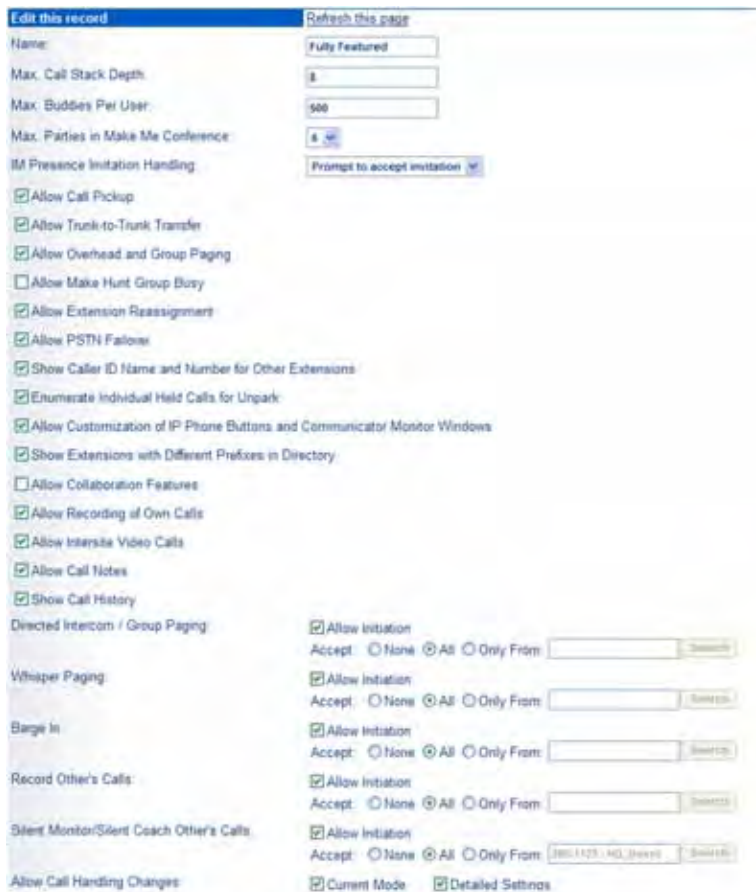 Edit this record Refresh this page
Name: Fully Featured
Max. Call Stack Depth: 8
Max. Buddies Per User: 500
Max. Parties in Make Me Conference: 6
IM Presence Invitation Handling: Prompt to accept invitation
Allow Call Pickup
Allow Trunk-to-Trunk Transfer
Allow Overhead and Group Paging
Allow Make Hunt Group Busy
Allow Extension Reassignment
Allow PSTN Failover
Show Caller ID Name and Number for Other Extensions
Enumerate Individual Held Calls for Unpark
Allow Customization of IP Phone Buttons and Communicator Monitor Windows
Show Extensions with Different Prefixes in Directory
Allow Collaboration Features
Allow Recording of Own Calls
Allow Intersite Video Calls
Allow Call Notes
Show Call History
Directed Intercom / Group Paging: Allow Initiation
Accept: None All Only From: Search
Whisper Paging: Allow Initiation
Accept: None All Only From: Search
Barge In: Allow Initiation
Accept: None All Only From: Search
Record Other's Calls: Allow Initiation
Accept: None All Only From: Search
Silent Monitor/Silent Coach Other's Calls: Allow Initiation
Accept: None All Only From: Search
Allow Call Handling Changes: Current Mode Detailed Settings